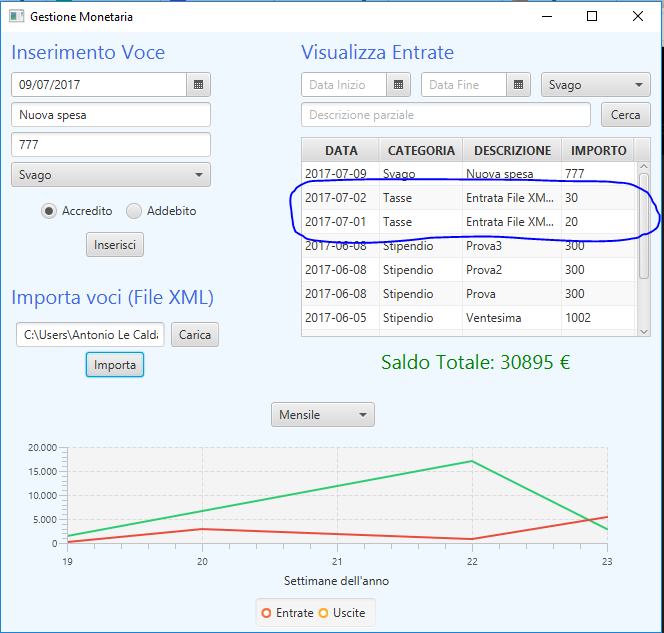 Gestione Monetaria
Inserimento Voce
09/07/2017
Nuova spesa
777
Svago
Accredito Addebito
Inserisci
Importa voci (File XML)
C:\Users\Antonio Le Calda
Carica
Importa
Visualizza Entrate
Data Inizio Data Fine Svago
Descrizione parziale Cerca
DATA CATEGORIA DESCRIZIONE IMPORTO
2017-07-09 Svago Nuova spesa 777
2017-07-02 Tasse Entrata File XM... 30
2017-07-01 Tasse Entrata File XM... 20
2017-06-08 Stipendio Prova3 300
2017-06-08 Stipendio Prova2 300
2017-06-08 Stipendio Prova 300
2017-06-05 Stipendio Ventesima 1002
Saldo Totale: 30895 €
Mensile
20.000
15.000
10.000
5.000
0
19 20 21 22 23
Settimane dell'anno
Entrate Uscite